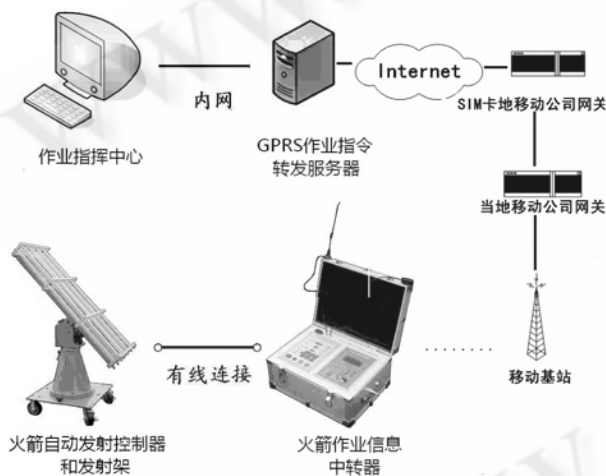 内网
Internet
SIM卡地移动公司网关
作业指挥中心
GPRS作业指令
转发服务器
当地移动公司网关
有线连接
移动基站
火箭自动发射控制器
和发射架
火箭作业信息
中转器